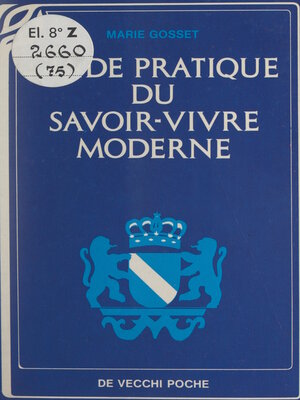 MARIE GOSSET
El. 8° Z
2660
(75)
DE PRATIQUE
DU
SAVOIR-VIVRE
MODERNE
DE VECCHI POCHE